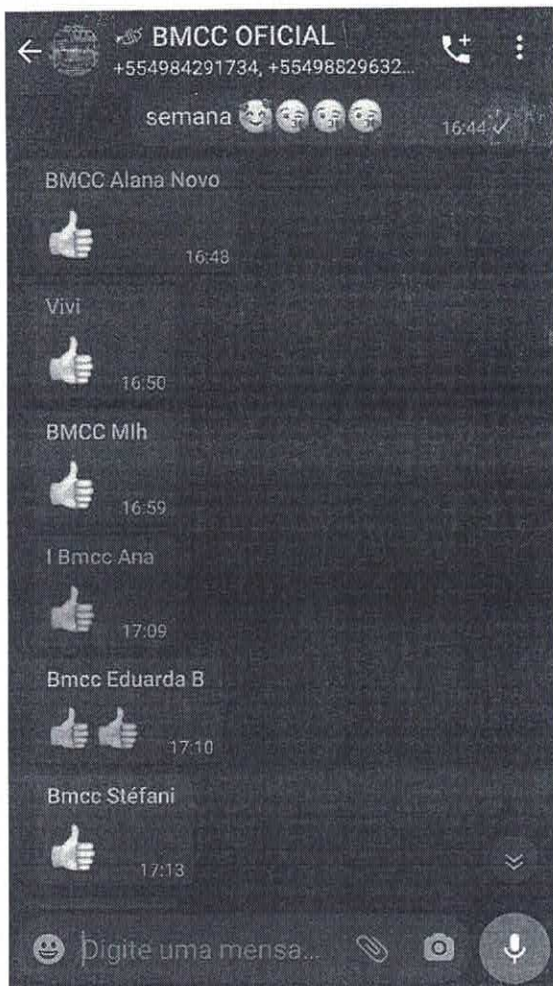 BMCC OFICIAL
+554984291734, +55498829632...
semana 🥰😘😘😘
16:44
BMCC Alana Novo
👍
16:48
Vivi
👍
16:50
BMCC MIh
👍
16:59
I Bmcc Ana
👍
17:09
Bmcc Eduarda B
👍👍
17:10
Bmcc Stéfani
👍
17:13
Digite uma mensa...